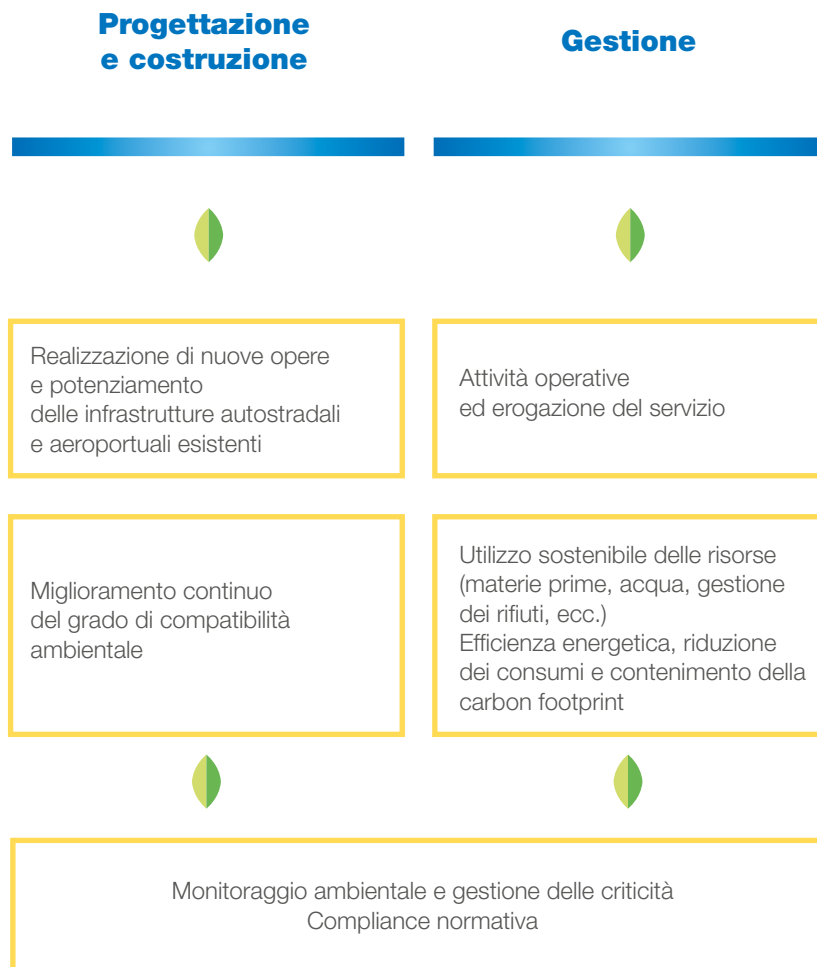 Progettazione
e costruzione
Gestione
Realizzazione di nuove opere
e potenziamento
delle infrastrutture autostradali
e aeroportuali esistenti
Attività operative
ed erogazione del servizio
Miglioramento continuo
del grado di compatibilità
ambientale
Utilizzo sostenibile delle risorse
(materie prime, acqua, gestione
dei rifiuti, ecc.)
Efficienza energetica, riduzione
dei consumi e contenimento della
carbon footprint
Monitoraggio ambientale e gestione delle criticità
Compliance normativa